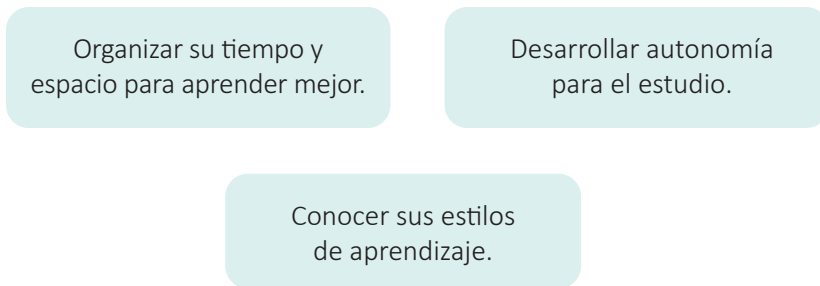 Organizar su tiempo y
espacio para aprender mejor.
Desarrollar autonomía
para el estudio.
Conocer sus estilos
de aprendizaje.